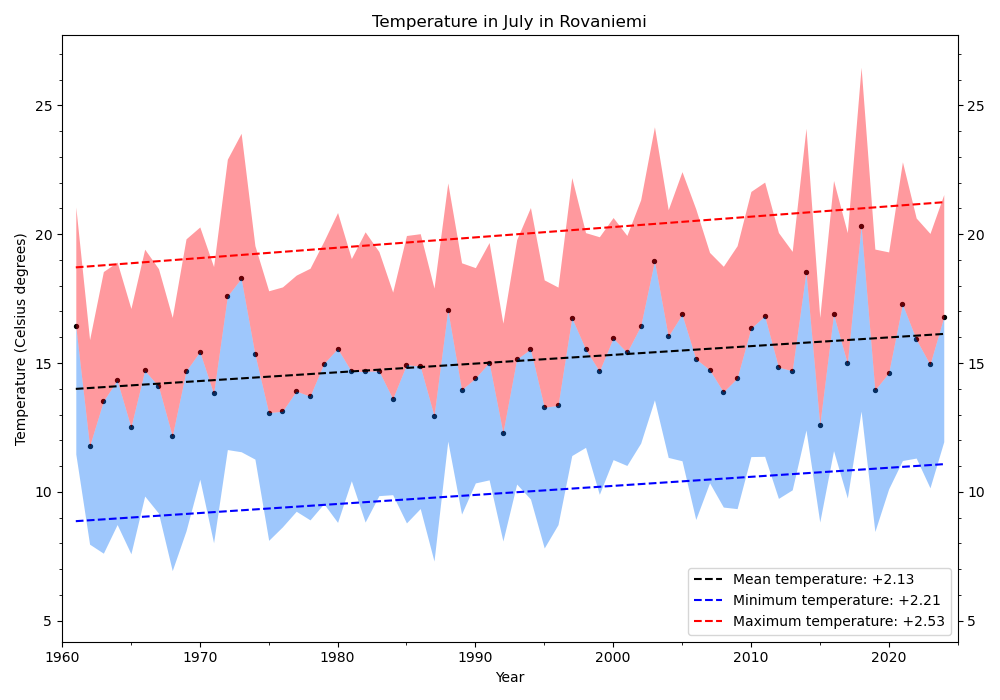 Temperature in July in Rovaniemi
Temperature (Celsius degrees)
25
20
15
10
5
25
20
15
10
5
Mean temperature: +2.13
Minimum temperature: +2.21
Maximum temperature: +2.53
1960 1970 1980 1990 2000 2010 2020
Year